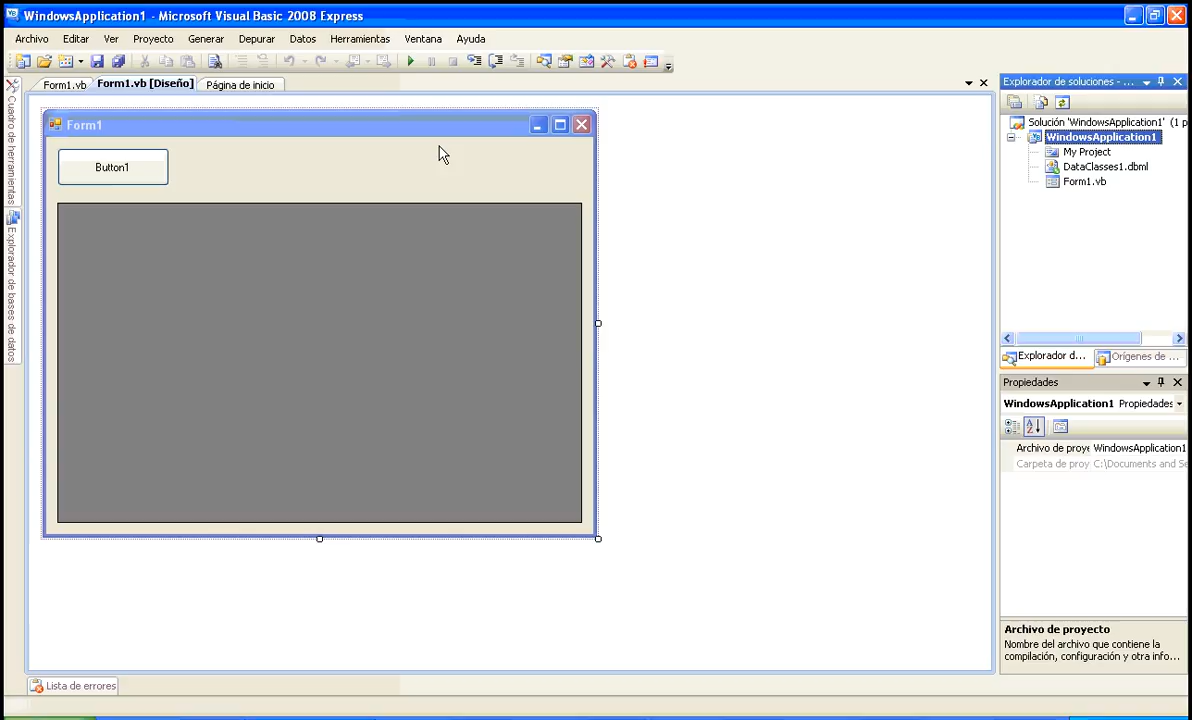 WindowsApplication1 - Microsoft Visual Basic 2008 Express
Archivo Editar Ver Proyecto Generar Depurar Datos Herramientas Ventana Ayuda
Form1.vb Form1.vb [Diseño] Página de inicio
Cuadro de herramientas
Explorador de bases de datos
Form1
Button1
Explorador de soluciones - ...
Solución 'WindowsApplication1' (1 p
WindowsApplication1
My Project
DataClasses1.dbml
Form1.vb
Explorador d... Orígenes de ...
Propiedades
WindowsApplication1 Propiedades
Archivo de proye WindowsApplication1
Carpeta de proy C:\Documents and Se
Archivo de proyecto
Nombre del archivo que contiene la
compilación, configuración y otra info...
Lista de errores